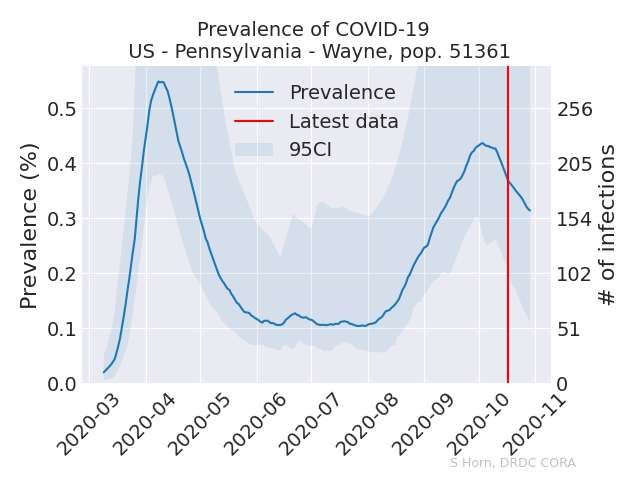 Prevalence of COVID-19
US - Pennsylvania - Wayne, pop. 51361
Prevalence
Latest data
95CI
Prevalence (%)
0.5
0.4
0.3
0.2
0.1
0.0
256
205
154
102
51
0
# of infections
2020-03
2020-04
2020-05
2020-06
2020-07
2020-08
2020-09
2020-10
2020-11
S Horn, DRDC CORA